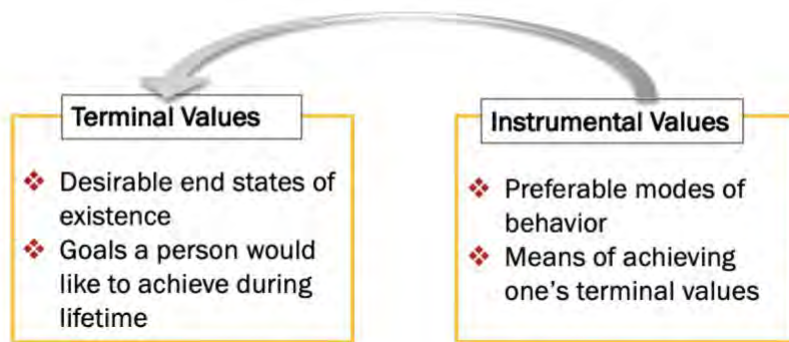 Terminal Values
Desirable end states of
existence
Goals a person would
like to achieve during
lifetime
Instrumental Values
Preferable modes of
behavior
Means of achieving
one's terminal values